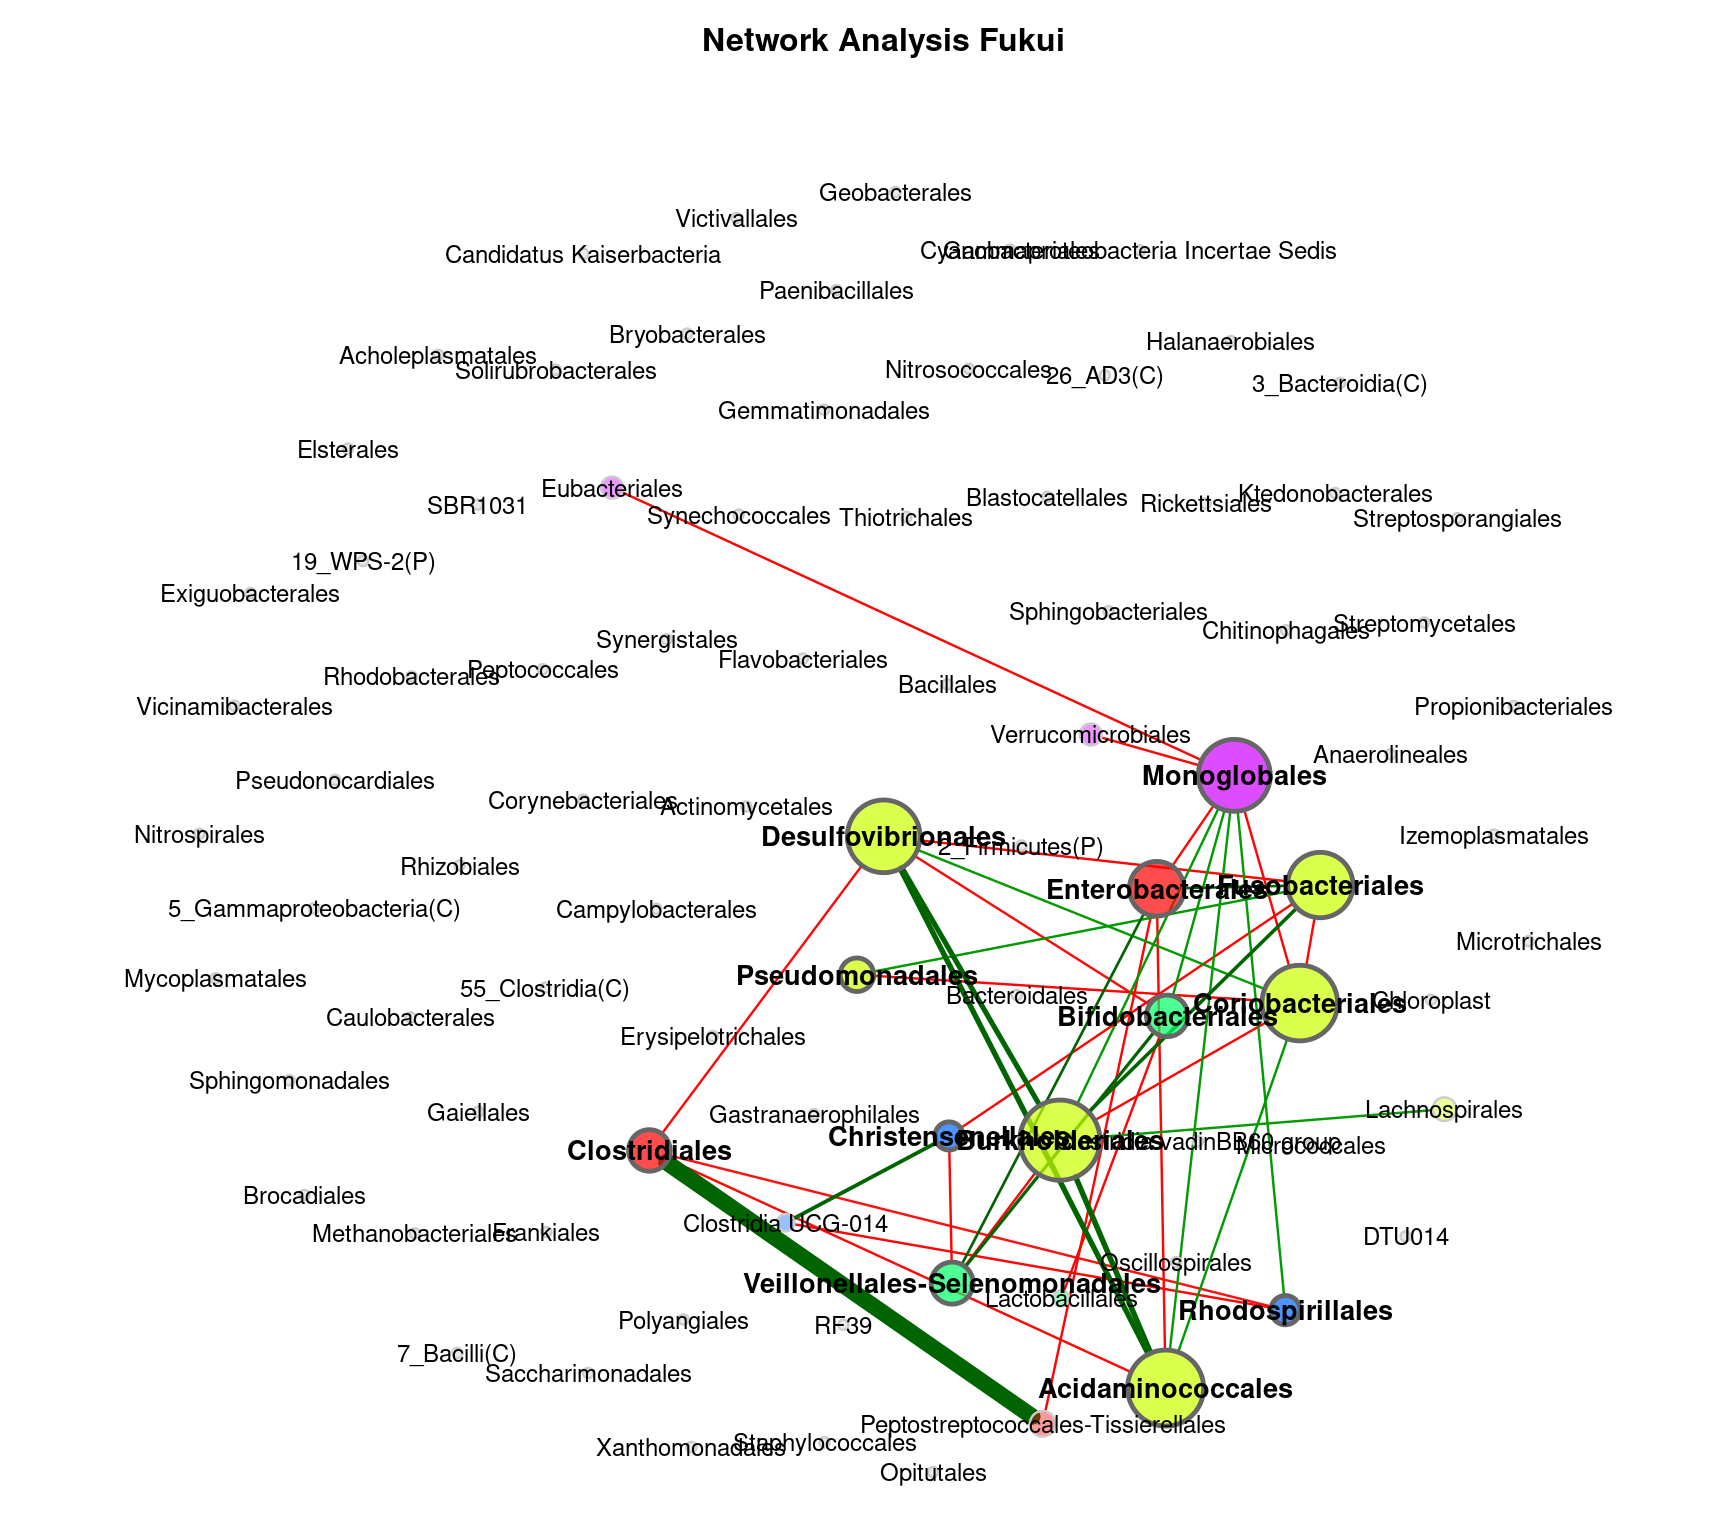 Network Analysis Fukui
Geobacterales
Victivallales
Candidatus Kaiserbacteria
Cyanobacteriales
Gammaproteobacteria Incertae Sedis
Paenibacillales
Bryobacterales
Halanaerobiales
Acholeplasmatales
Solirubrobacterales
Nitrosococcales
26_AD3(C)
3_Bacteroidia(C)
Gemmatimonadales
Elsterales
Eubacteriales
SBR1031
Synechococcales
Thiotrichales
Blastocatellales
Rickettsiales
Ktedonobacterales
Streptosporangiales
19_WPS-2(P)
Exiguobacterales
Sphingobacteriales
Chitinophagales
Streptomycetales
Synergistales
Flavobacteriales
Rhodobacterales
Peptococcales
Bacillales
Vicinamibacterales
Propionibacteriales
Verrucomicrobiales
Anaerolineales
Monoglobales
Pseudonocardiales
Corynebacteriales
Actinomycetales
Nitrospirales
Desulfovibrionales
2_Firmicutes(P)
Izemoplasmatales
Rhizobiales
Enterobacterales
Fusobacteriales
5_Gammaproteobacteria(C)
Campylobacterales
Microtrichales
Mycoplasmatales
55_Clostridia(C)
Pseudomonadales
Bacteroidales
Coriobacteriales
Chloroplast
Caulobacterales
Bifidobacteriales
Erysipelotrichales
Sphingomonadales
Gaiellales
Gastranaerophilales
Lachnospirales
Clostridiales
Christensenellales
Burkholderiales
vadinBB60 group
Micrococcales
Brocadiales
Methanobacteriales
Frankiales
Clostridia UCG-014
DTU014
Oscillospirales
Veillonellales-Selenomonadales
Lactobacillales
Rhodospirillales
Polyangiales
RF39
7_Bacilli(C)
Saccharimonadales
Acidaminococcales
Peptostreptococcales-Tissierellales
Xanthomonadales
Staphylococcales
Opitutales